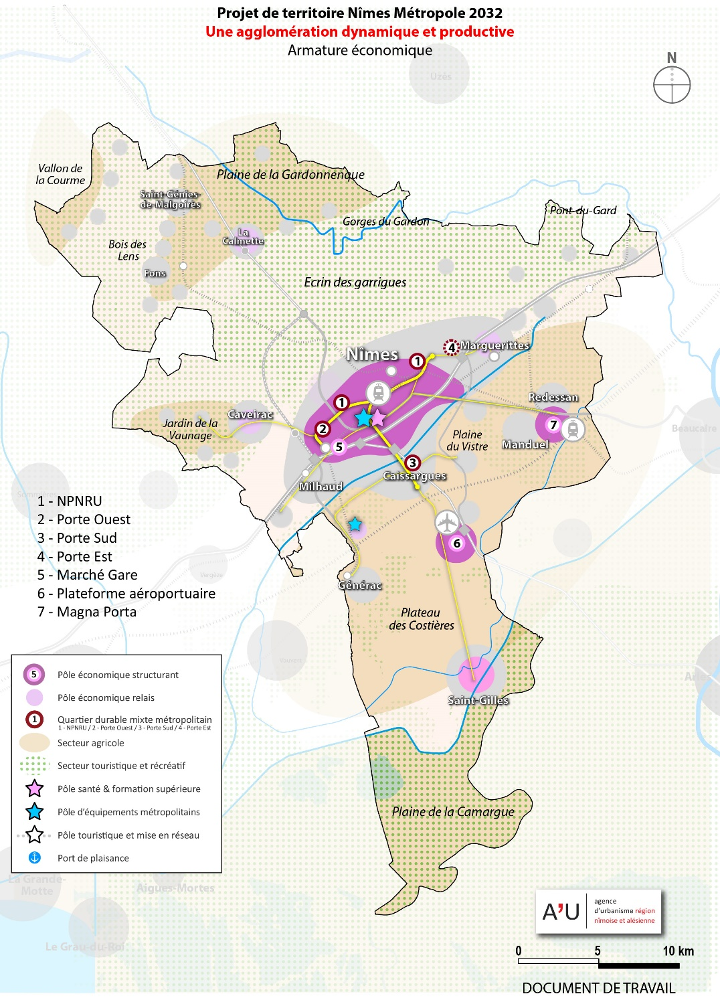 Projet de territoire Nîmes Métropole 2032
Une agglomération dynamique et productive
Armature économique
N
Uzès
Vallon de
la Courme
Plaine de la Gardonnenque
Saint-Géniès-
de-Malgoirès
Pont-du-Gard
Gorges du Gardon
La
Calmette
Bois des
Lens
Fons
Ecrin des garrigues
Nîmes
4
Marguerittes
1
1
Redessan
Caveirac
Jardin de la
Vaunage
2
7
Beaucaire
Plaine
du Vistre
Manduel
5
3
Caissargues
Milhaud
Sommières
1 - NPNRU
2 - Porte Ouest
3 - Porte Sud
4 - Porte Est
5 - Marché Gare
6 - Plateforme aéroportuaire
7 - Magna Porta
6
Vergèze
Générac
Plateau
des Costières
Vauvert
Arles
Saint-Gilles
5
Pôle économique structurant
Pôle économique relais
1
Quartier durable mixte métropolitain
1 - NPNRU / 2 - Porte Ouest / 3 - Porte Sud / 4 - Porte Est
Secteur agricole
Secteur touristique et récréatif
Pôle santé & formation supérieure
Pôle d'équipements métropolitains
Pôle touristique et mise en réseau
Port de plaisance
Plaine de la Camargue
La Grande-
Motte
Aigues-Mortes
Le Grau-du-Roi
A'U
agence
d'urbanisme région
nîmoise et alésienne
0 5 10 km
DOCUMENT DE TRAVAIL